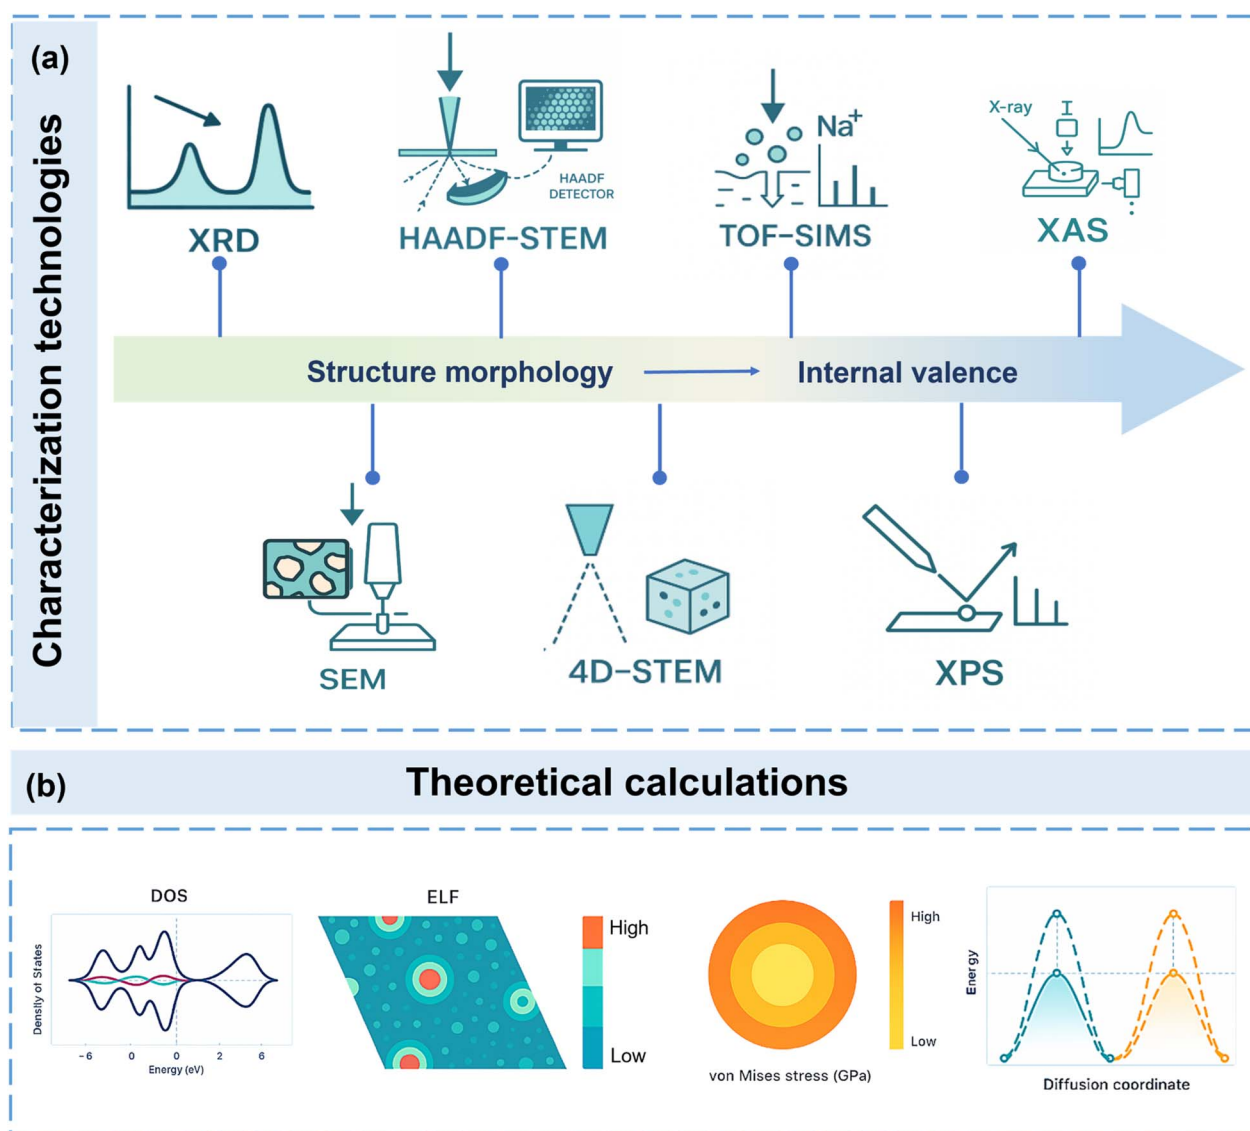 (a)
Characterization technologies
XRD
HAADF
DETECTOR
HAADF-STEM
Na+
TOF-SIMS
X-ray
I
XAS
Structure morphology
Internal valence
SEM
4D-STEM
XPS
(b)
Theoretical calculations
DOS
Density of States
-6
0
0
2
6
Energy (eV)
ELF
High
Low
High
Low
von Mises stress (GPa)
Energy
Diffusion coordinate